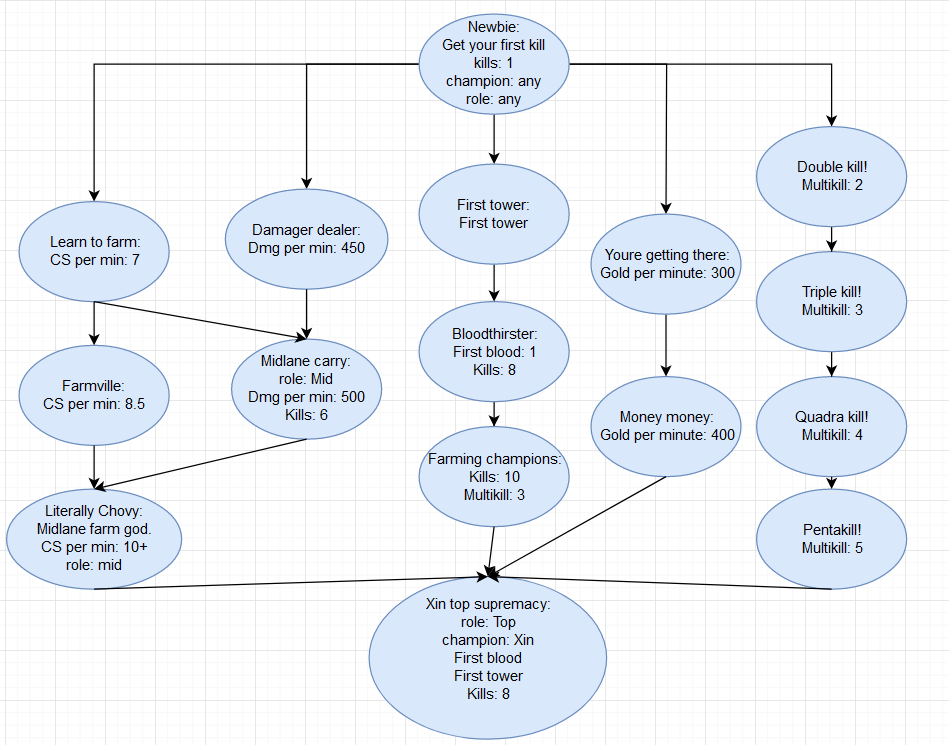 Newbie:
Get your first kill
kills: 1
champion: any
role: any
Double kill!
Multikill: 2
Learn to farm:
CS per min: 7
Damager dealer:
Dmg per min: 450
First tower:
First tower
Youre getting there:
Gold per minute: 300
Triple kill!
Multikill: 3
Bloodthirster:
First blood: 1
Kills: 8
Farmville:
CS per min: 8.5
Midlane carry:
role: Mid
Dmg per min: 500
Kills: 6
Money money:
Gold per minute: 400
Quadra kill!
Multikill: 4
Farming champions:
Kills: 10
Multikill: 3
Literally Chovy:
Midlane farm god.
CS per min: 10+
role: mid
Pentakill!
Multikill: 5
Xin top supremacy:
role: Top
champion: Xin
First blood
First tower
Kills: 8